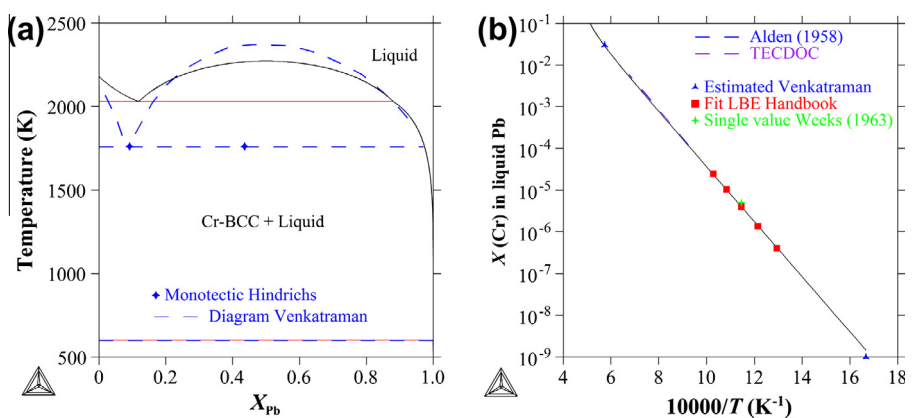 (a)
2500
2000
1500
1000
500
Temperature (K)
Liquid
Cr-BCC + Liquid
Monotectic Hindrichs
Diagram Venkatraman
0 0.2 0.4 0.6 0.8 1.0
X_Pb
(b)
10^-1
10^-2
10^-3
10^-4
10^-5
10^-6
10^-7
10^-8
10^-9
X (Cr) in liquid Pb
Alden (1958)
TECDOC
Estimated Venkatraman
Fit LBE Handbook
Single value Weeks (1963)
4 6 8 10 12 14 16 18
10000/T (K^-1)